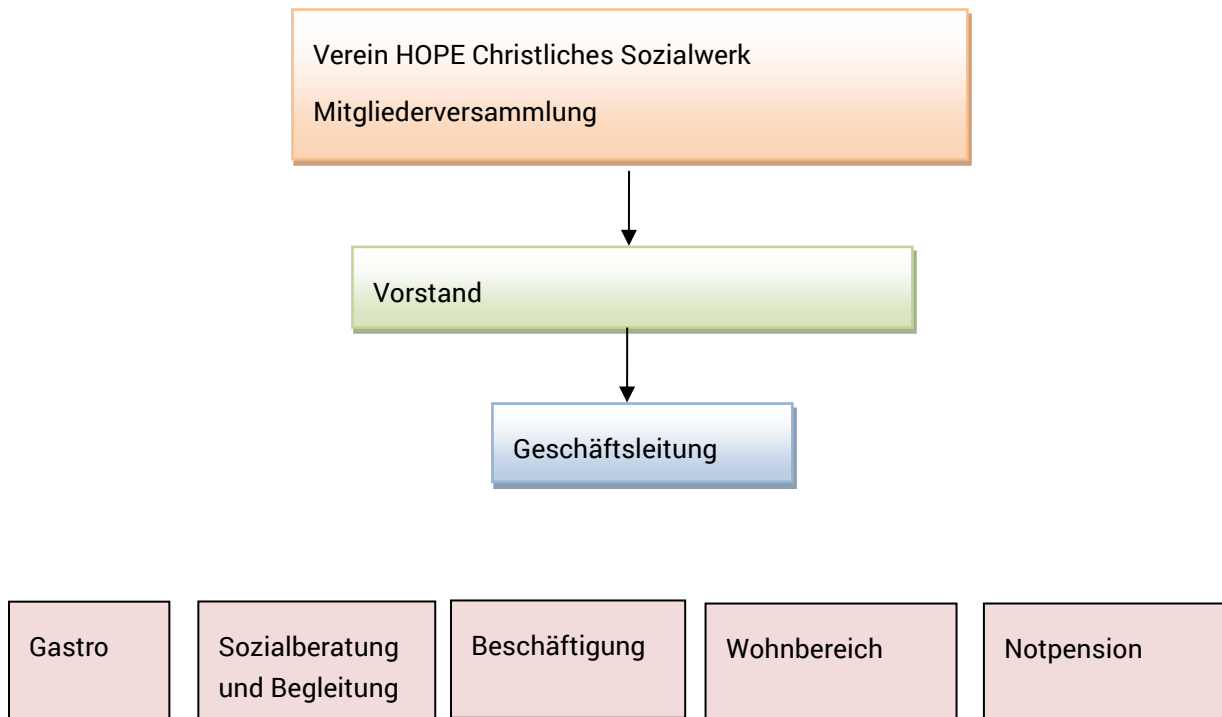 Verein HOPE Christliches Sozialwerk
Mitgliederversammlung
Vorstand
Geschäftsleitung
Gastro
Sozialberatung
und Begleitung
Beschäftigung
Wohnbereich
Notpension